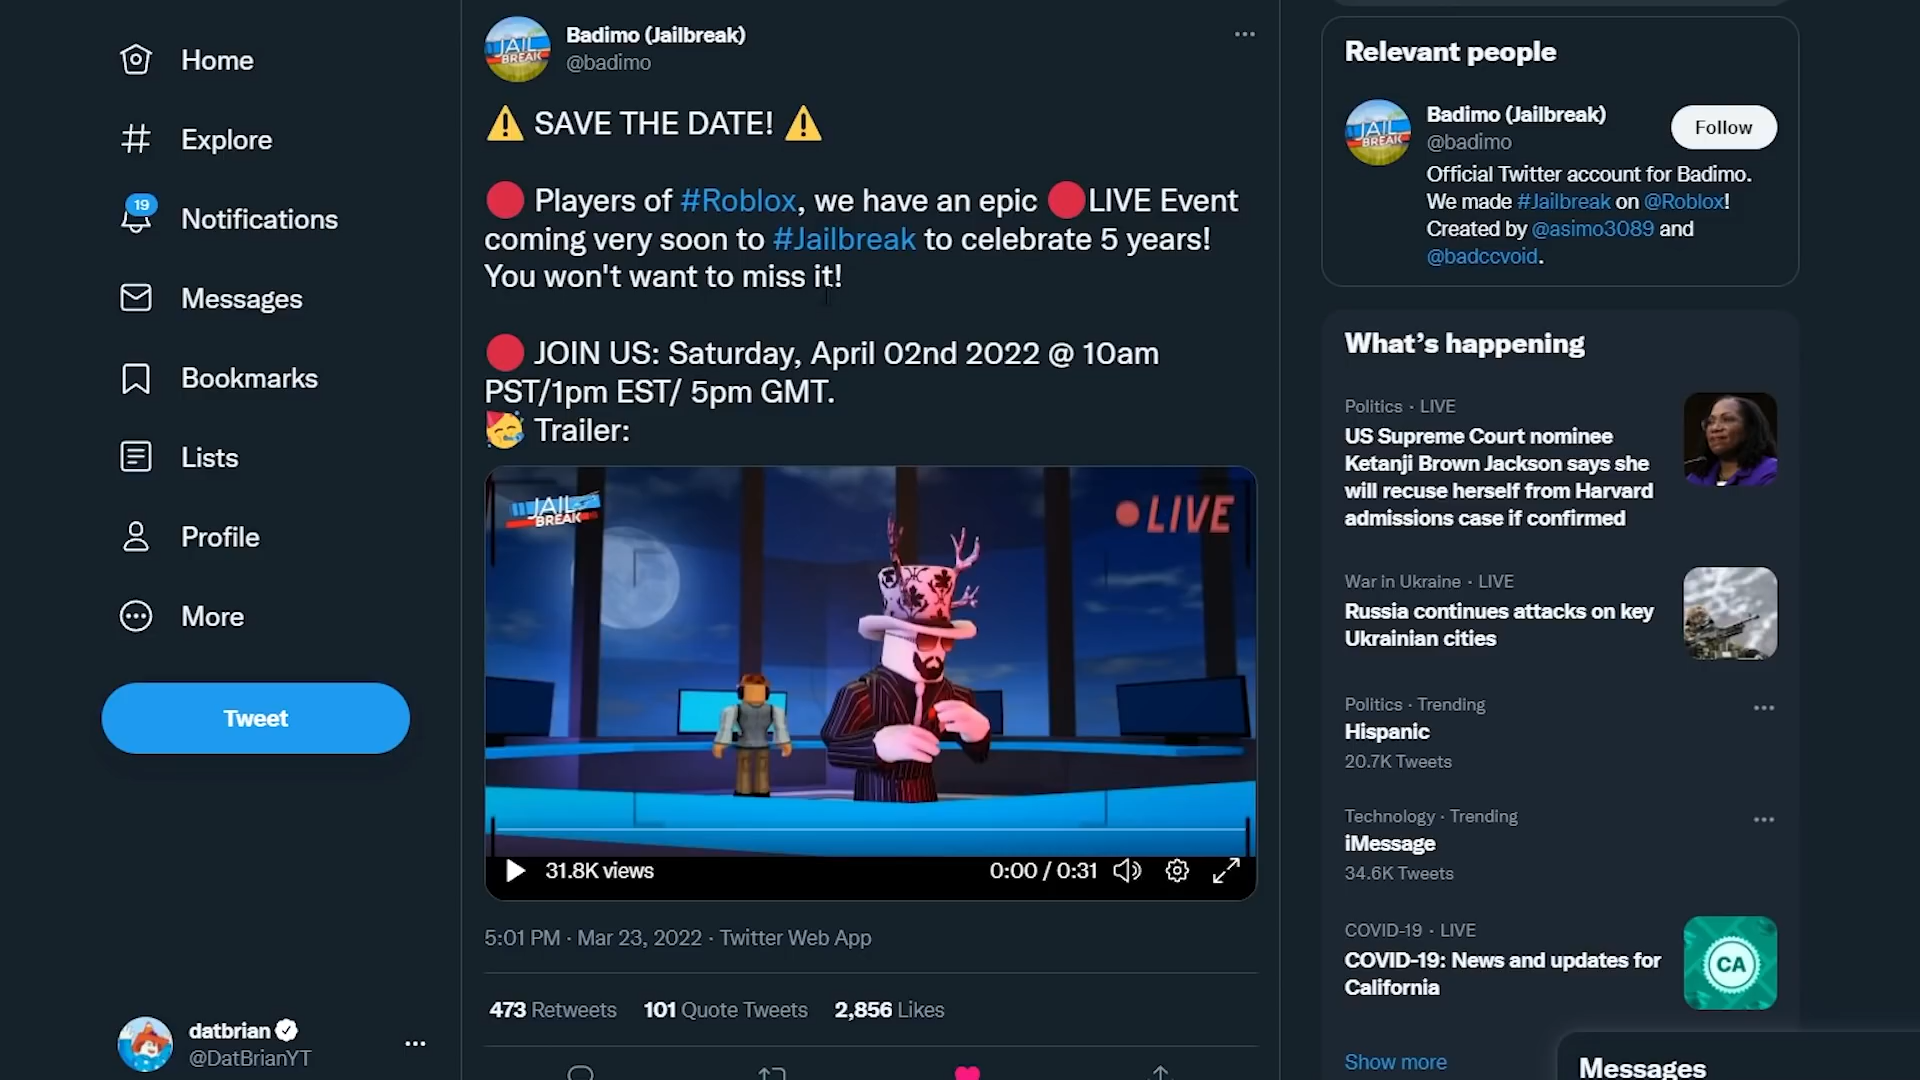 Home
Explore
19
Notifications
Messages
Bookmarks
Lists
Profile
More
Tweet
datbrian
@DatBrianYT
JAIL
BREAK
Badimo (Jailbreak)
@badimo
⚠️ SAVE THE DATE! ⚠️
🔴 Players of #Roblox, we have an epic 🔴LIVE Event
coming very soon to #Jailbreak to celebrate 5 years!
You won't want to miss it!
🔴 JOIN US: Saturday, April 02nd 2022 @ 10am
PST/1pm EST/ 5pm GMT.
🥳 Trailer:
JAIL
BREAK
LIVE
31.8K views
0:00 / 0:31
5:01 PM · Mar 23, 2022 · Twitter Web App
473 Retweets 101 Quote Tweets 2,856 Likes
Relevant people
JAIL
BREAK
Badimo (Jailbreak)
@badimo
Follow
Official Twitter account for Badimo.
We made #Jailbreak on @Roblox!
Created by @asimo3089 and
@badccvoid.
What's happening
Politics · LIVE
US Supreme Court nominee
Ketanji Brown Jackson says she
will recuse herself from Harvard
admissions case if confirmed
War in Ukraine · LIVE
Russia continues attacks on key
Ukrainian cities
Politics · Trending
Hispanic
20.7K Tweets
Technology · Trending
iMessage
34.6K Tweets
COVID-19 · LIVE
COVID-19: News and updates for
California
CA
Show more
Messages